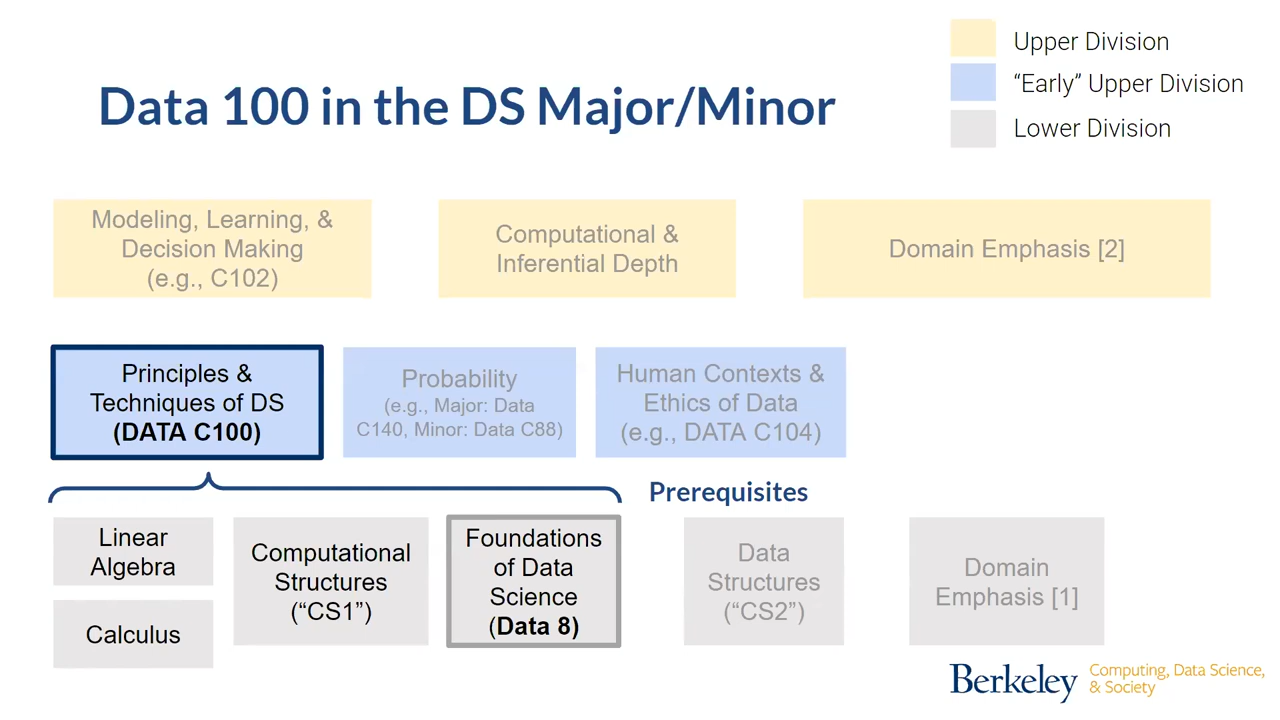 Upper Division
“Early” Upper Division
Lower Division
Data 100 in the DS Major/Minor
Modeling, Learning, &
Decision Making
(e.g., C102)
Computational &
Inferential Depth
Domain Emphasis [2]
Principles &
Techniques of DS
(DATA C100)
Probability
(e.g., Major: Data
C140, Minor: Data C88)
Human Contexts &
Ethics of Data
(e.g., DATA C104)
Prerequisites
Linear
Algebra
Calculus
Computational
Structures
(“CS1”)
Foundations
of Data
Science
(Data 8)
Data
Structures
(“CS2”)
Domain
Emphasis [1]
Berkeley
Computing, Data Science,
& Society